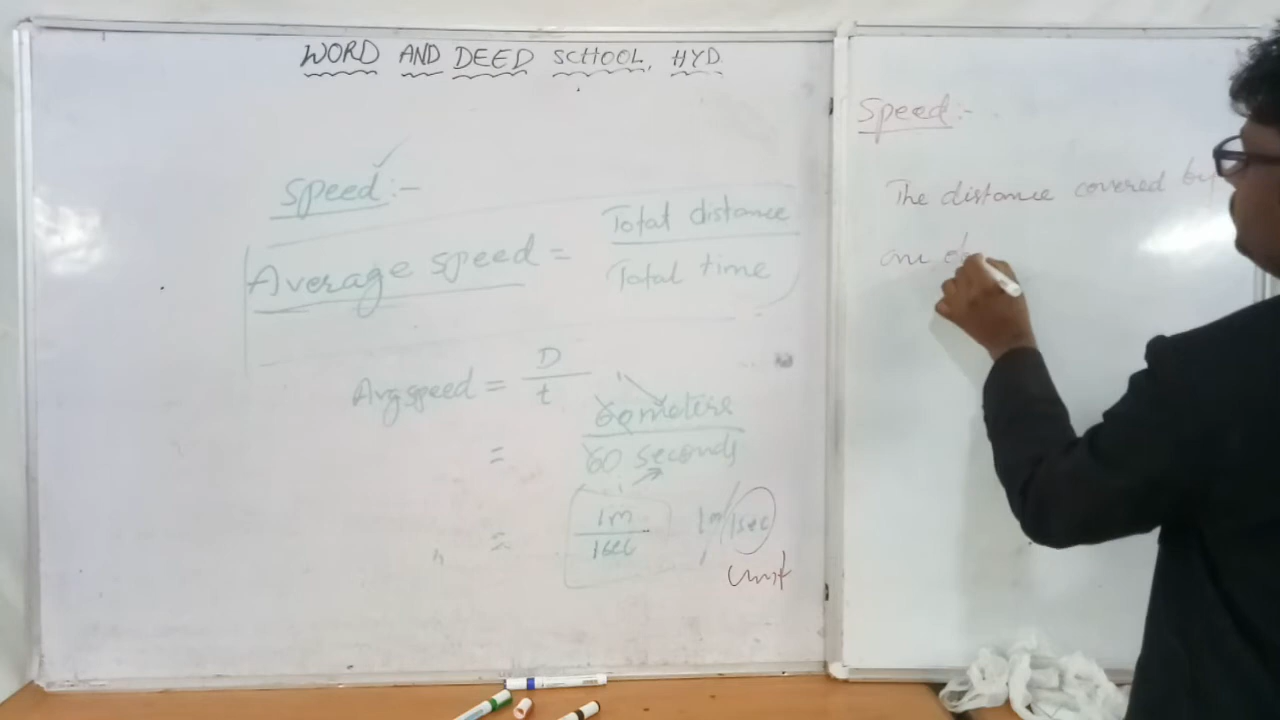 WORD AND DEED SCHOOL, HYD
Speed:-
Average speed = Total distance
Total time
Avg speed = D
t
= 60 meters
60 seconds
= 1m
1sec
1m/1sec
unit
Speed:-
The distance covered by
an